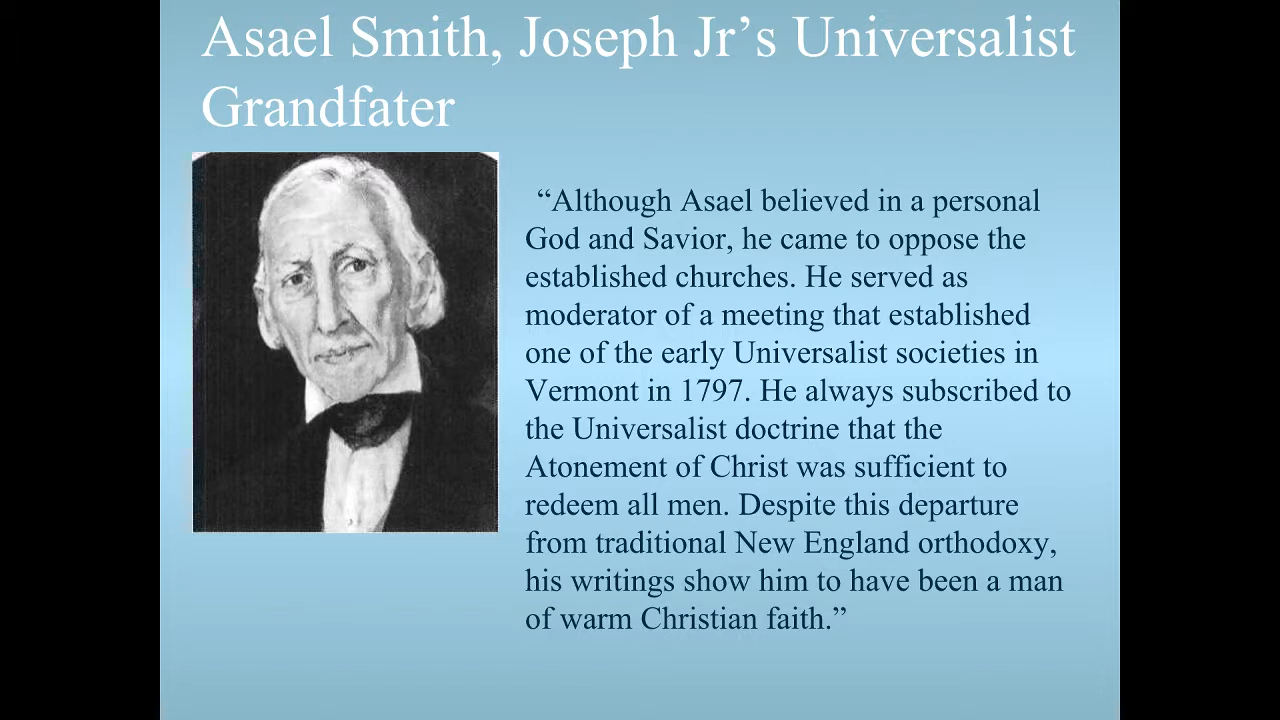 Asael Smith, Joseph Jr’s Universalist
Grandfater
“Although Asael believed in a personal
God and Savior, he came to oppose the
established churches. He served as
moderator of a meeting that established
one of the early Universalist societies in
Vermont in 1797. He always subscribed to
the Universalist doctrine that the
Atonement of Christ was sufficient to
redeem all men. Despite this departure
from traditional New England orthodoxy,
his writings show him to have been a man
of warm Christian faith.”